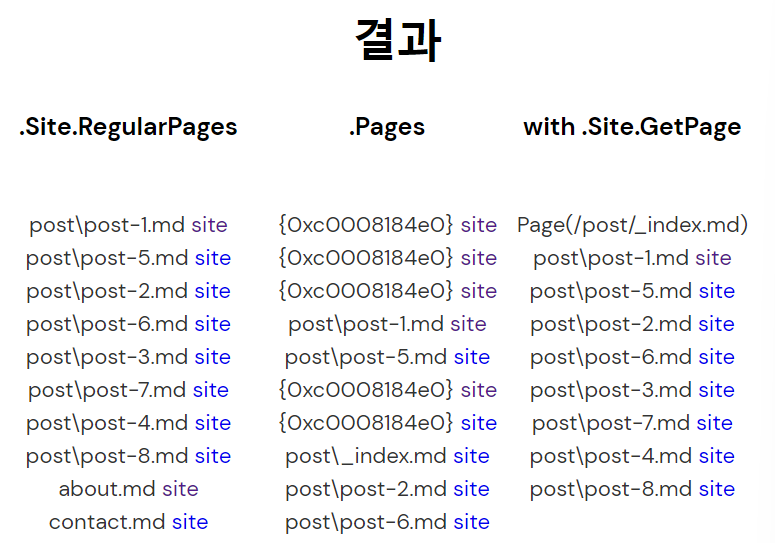 결과
.Site.RegularPages
post\post-1.md site
post\post-5.md site
post\post-2.md site
post\post-6.md site
post\post-3.md site
post\post-7.md site
post\post-4.md site
post\post-8.md site
about.md site
contact.md site
.Pages
{0xc0008184e0} site
{0xc0008184e0} site
{0xc0008184e0} site
post\post-1.md site
post\post-5.md site
{0xc0008184e0} site
{0xc0008184e0} site
post\_index.md site
post\post-2.md site
post\post-6.md site
with .Site.GetPage
Page(/post/_index.md)
post\post-1.md site
post\post-5.md site
post\post-2.md site
post\post-6.md site
post\post-3.md site
post\post-7.md site
post\post-4.md site
post\post-8.md site